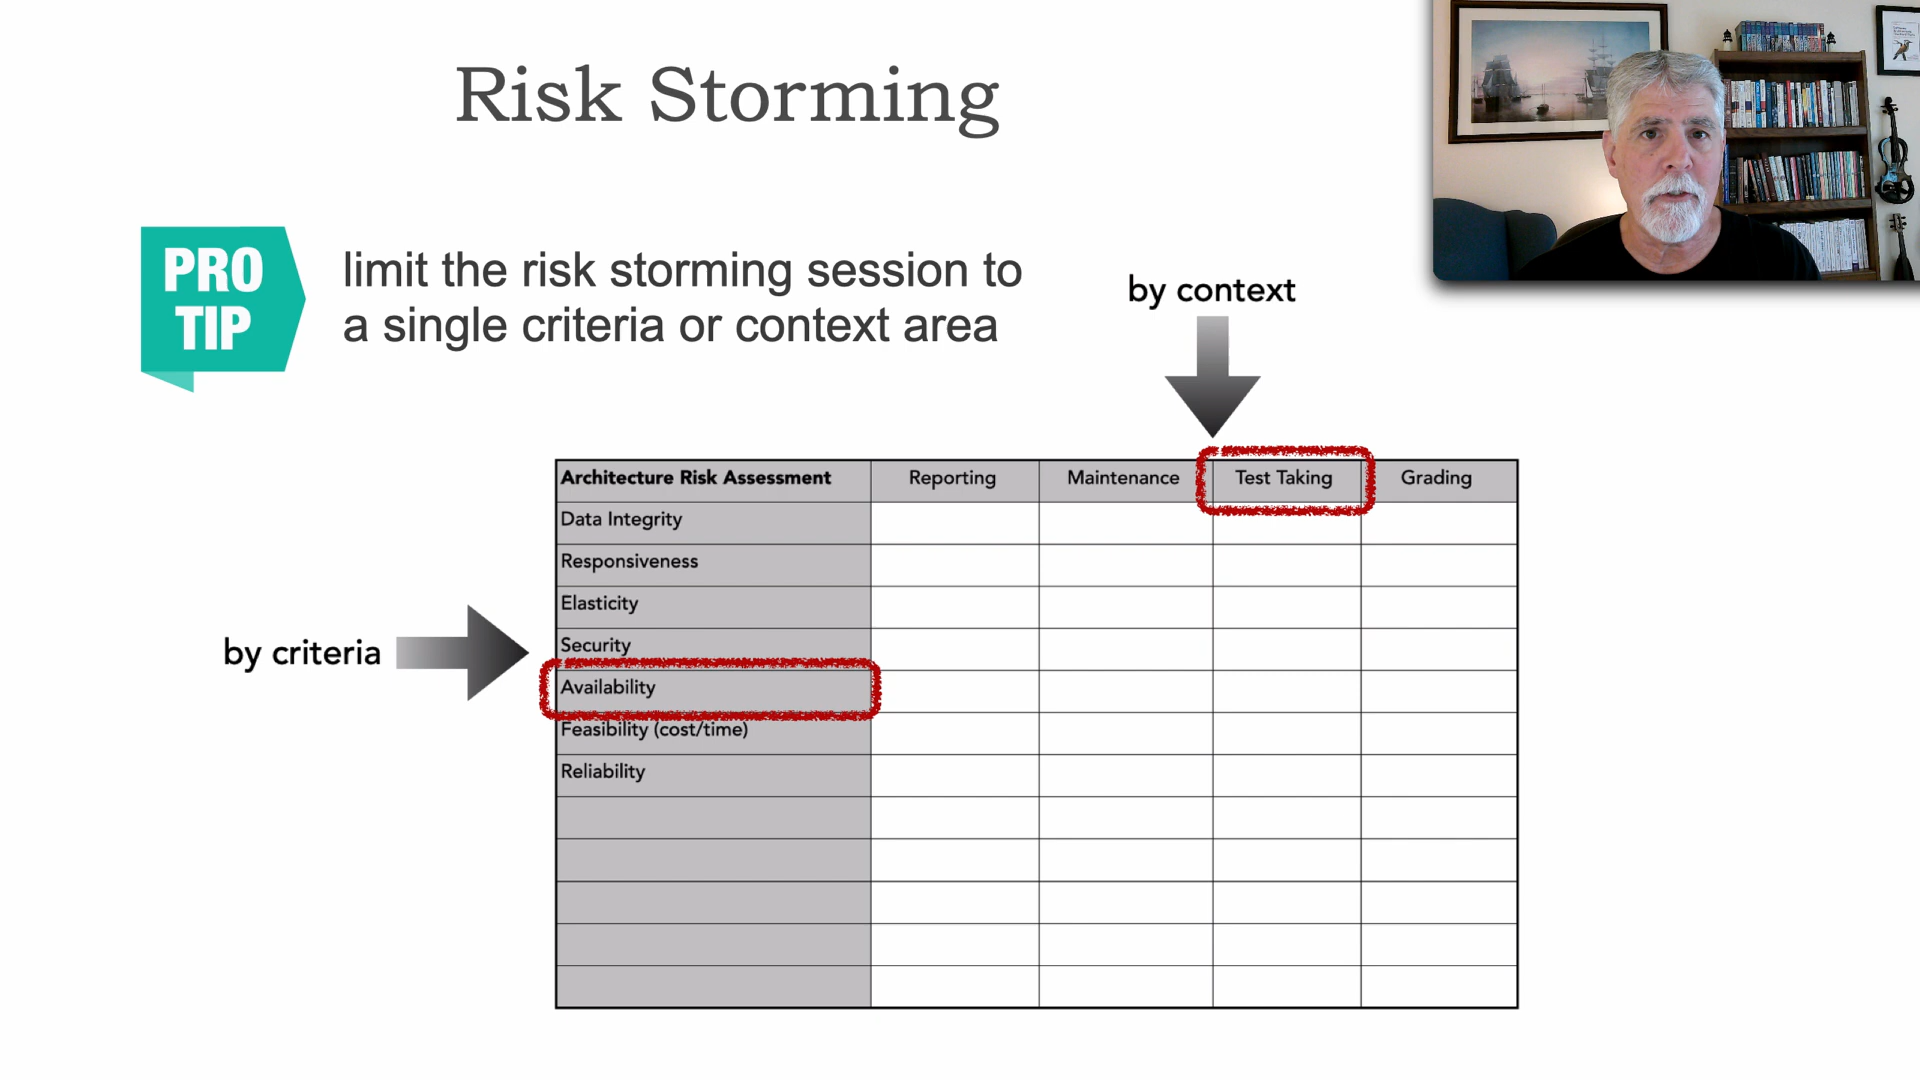 Risk Storming
PRO
TIP
limit the risk storming session to
a single criteria or context area
by context
by criteria
Architecture Risk Assessment Reporting Maintenance Test Taking Grading
Data Integrity
Responsiveness
Elasticity
Security
Availability
Feasibility (cost/time)
Reliability